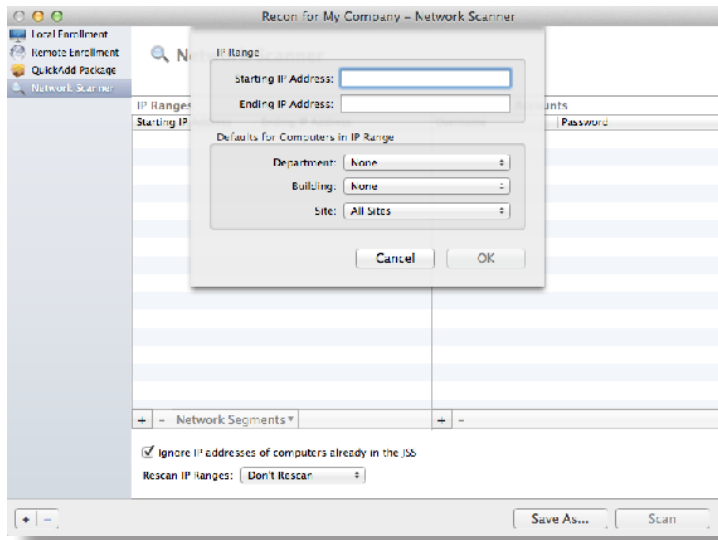 Recon for My Company – Network Scanner
Local Enrollment
Remote Enrollment
QuickAdd Package
Network Scanner
IP Range
Starting IP Address:
Ending IP Address:
Defaults for Computers in IP Range
Department: None
Building: None
Site: All Sites
Cancel OK
IP Ranges
Starting IP
Password
+ – Network Segments
+ –
Ignore IP addresses of computers already in the JSS
Rescan IP Ranges: Don't Rescan
+ –
Save As... Scan